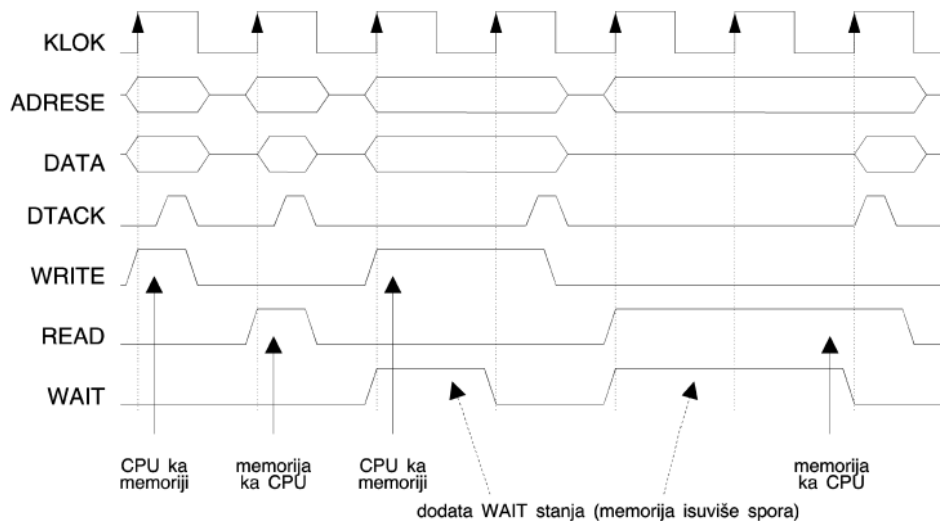 KLOK
ADRESE
DATA
DTACK
WRITE
READ
WAIT
CPU ka
memoriji
memorija
ka CPU
CPU ka
memoriji
memorija
ka CPU
dodata WAIT stanja (memorija isuviše spora)